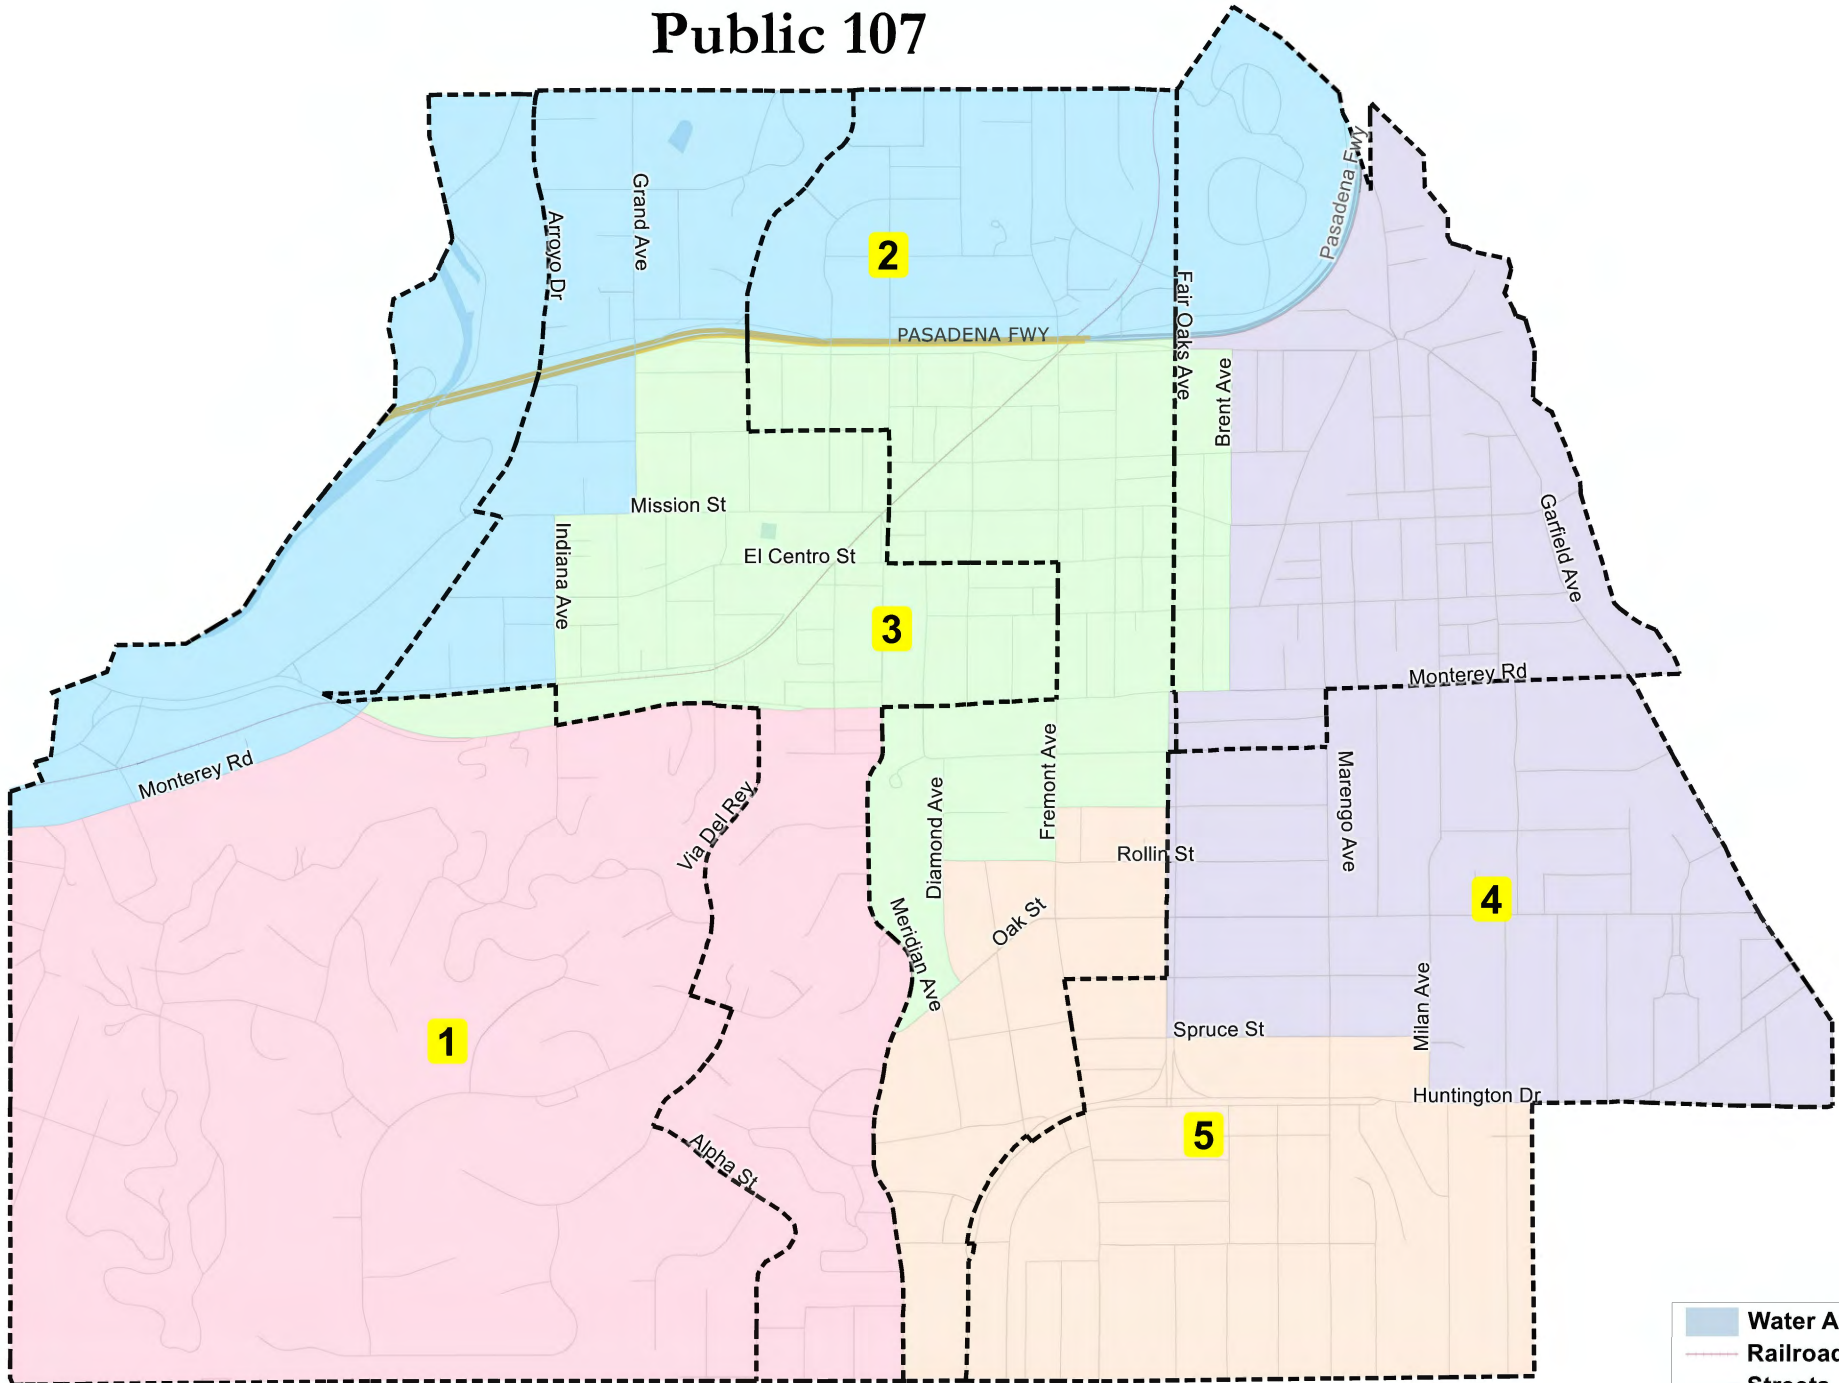 Public 107
Pasadena Fwy
Grand Ave
Arroyo Dr
2
Fair Oaks Ave
PASADENA FWY
Brent Ave
Mission St
Garfield Ave
Indiana Ave
El Centro St
3
Monterey Rd
Monterey Rd
Fremont Ave
Marengo Ave
Via Del Rey
Diamond Ave
Rollin St
4
Meridian Ave
Oak St
Milan Ave
1
Spruce St
Huntington Dr
5
Alpha St
Water A
Railroad